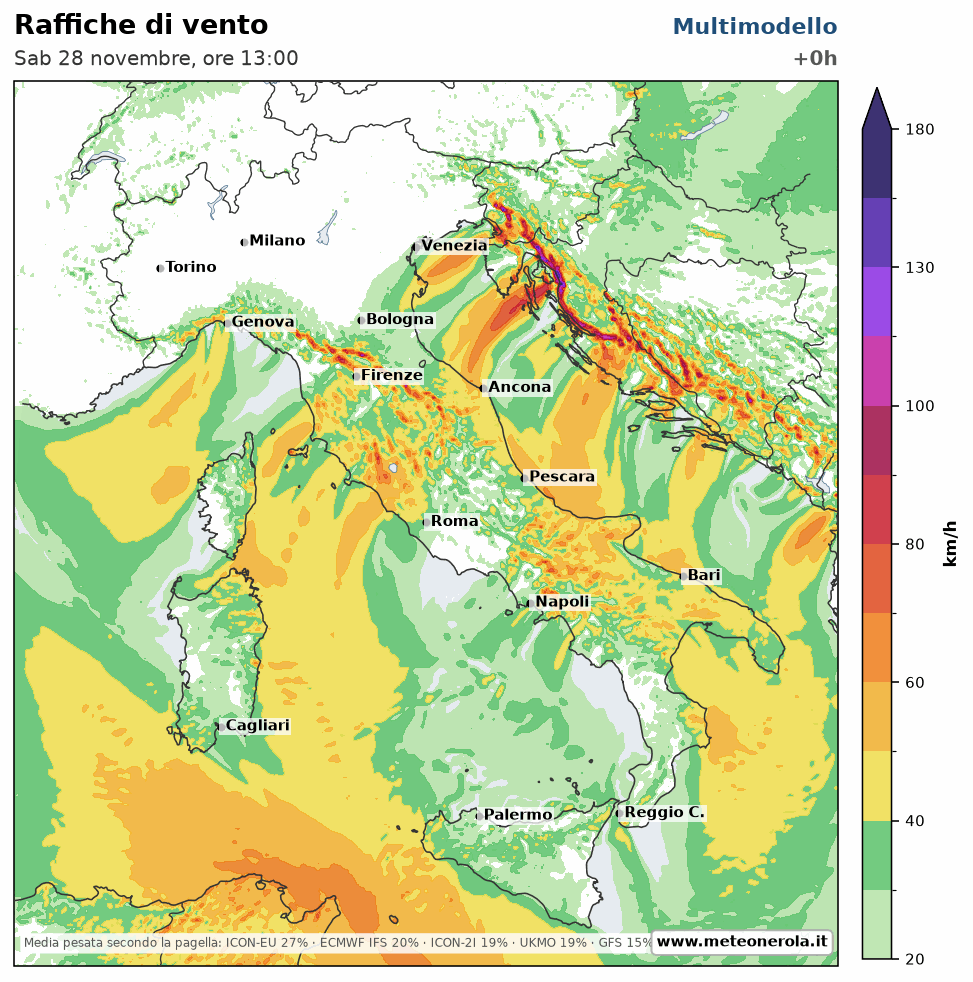 Raffiche di vento
Multimodello
Sab 28 novembre, ore 13:00
+0h
180
130
100
80
60
40
20
km/h
Milano
Venezia
Torino
Genova
Bologna
Firenze
Ancona
Pescara
Roma
Bari
Napoli
Cagliari
Palermo
Reggio C.
Media pesata secondo la pagella: ICON-EU 27% · ECMWF IFS 20% · ICON-2I 19% · UKMO 19% · GFS 15%
www.meteonerola.it